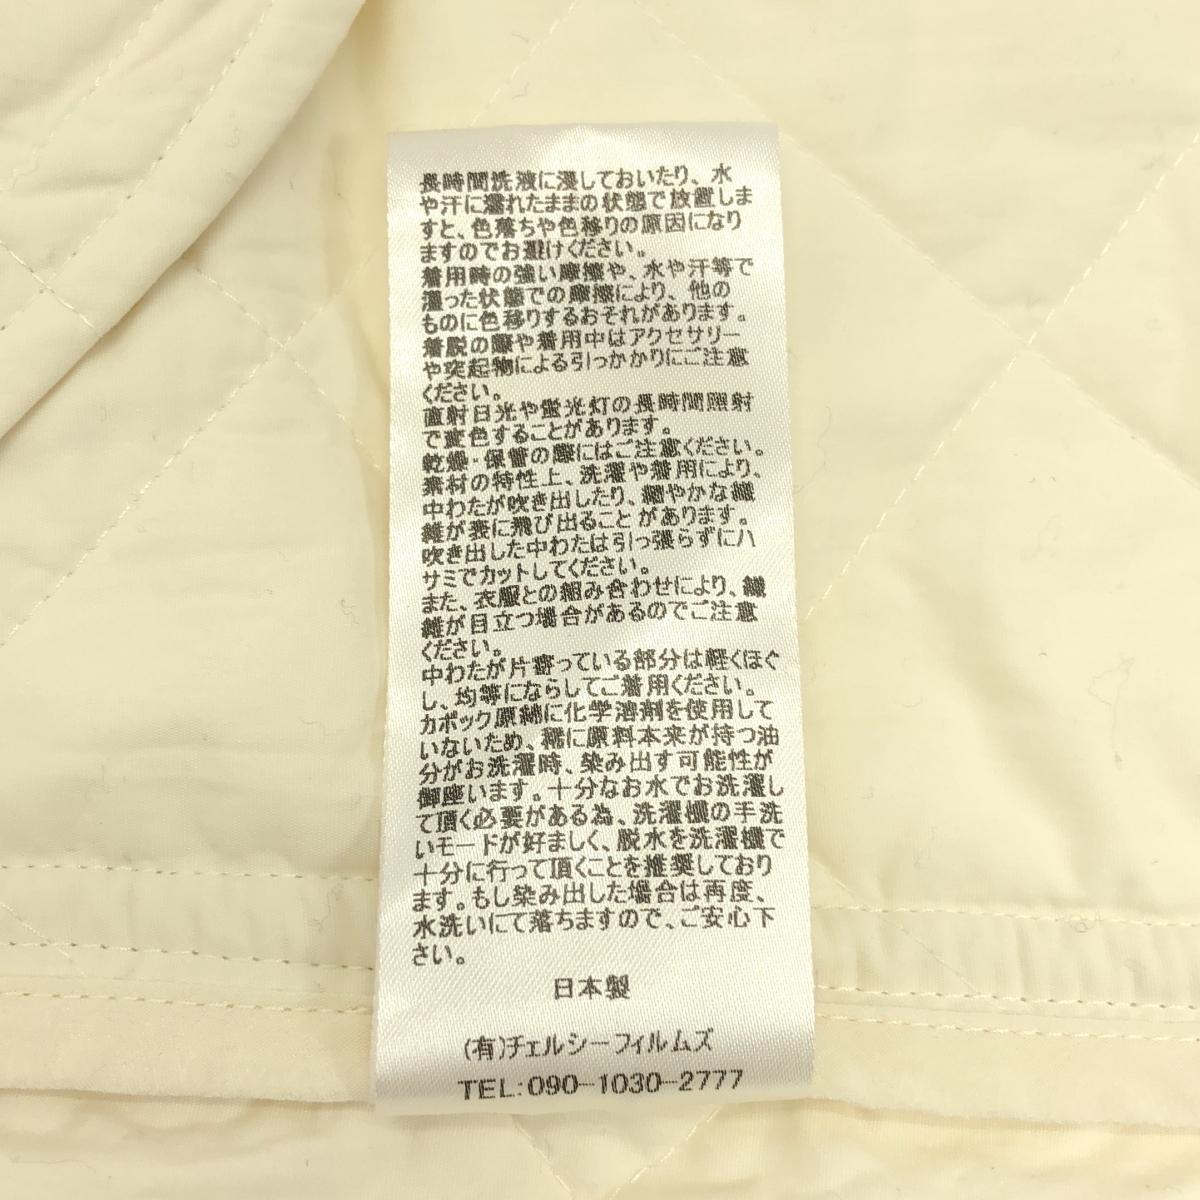 長時間洗液に浸しておいたり、水
や汗に濡れたままの状態で放置しま
すと、色落ちや色移りの原因になり
ますのでお避けください。
着用時の強い摩擦や、水や汗等で
湿った状態での摩擦により、他の
ものに色移りするおそれがあります。
着脱の際や着用中はアクセサリー
や突起物による引っかかりにご注意
ください。
直射日光や蛍光灯の長時間照射
で変色することがあります。
乾燥・保管の際にはご注意ください。
素材の特性上、洗濯や着用により、
中わたが吹き出したり、細やかな繊
維が表に飛び出ること があります。
吹き出した中わたは引っ張らずにハ
サミでカットしてください。
また、衣服との組み合わせにより、繊
維が目立つ場合があるのでご注意
ください。
中わたが片寄っている部分は軽くほぐ
し、均等にならしてご着用ください。
カポック原綿に化学溶剤を使用して
いないため、稀に原料本来が持つ油
分がお洗濯時、染み出す可能性が
御座います。十分なお水でお洗濯し
て頂く必要がある為、洗濯機の手洗
いモードが好ましく、脱水を洗濯機で
十分に行って頂くことを推奨しており
ます。もし染み出した場合は再度、
水洗いにて落ちますので、ご安心下
さい。
日本製
(有)チェルシーフィルムズ
TEL:090-1030-2777